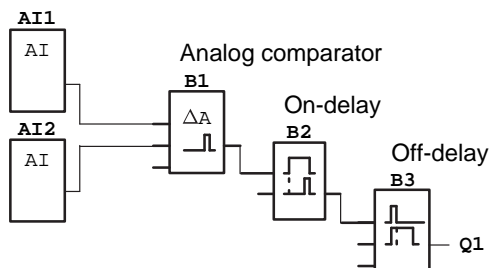 AI1
AI
Analog comparator
B1
ΔA
AI2
AI
On-delay
B2
Off-delay
B3
Q1